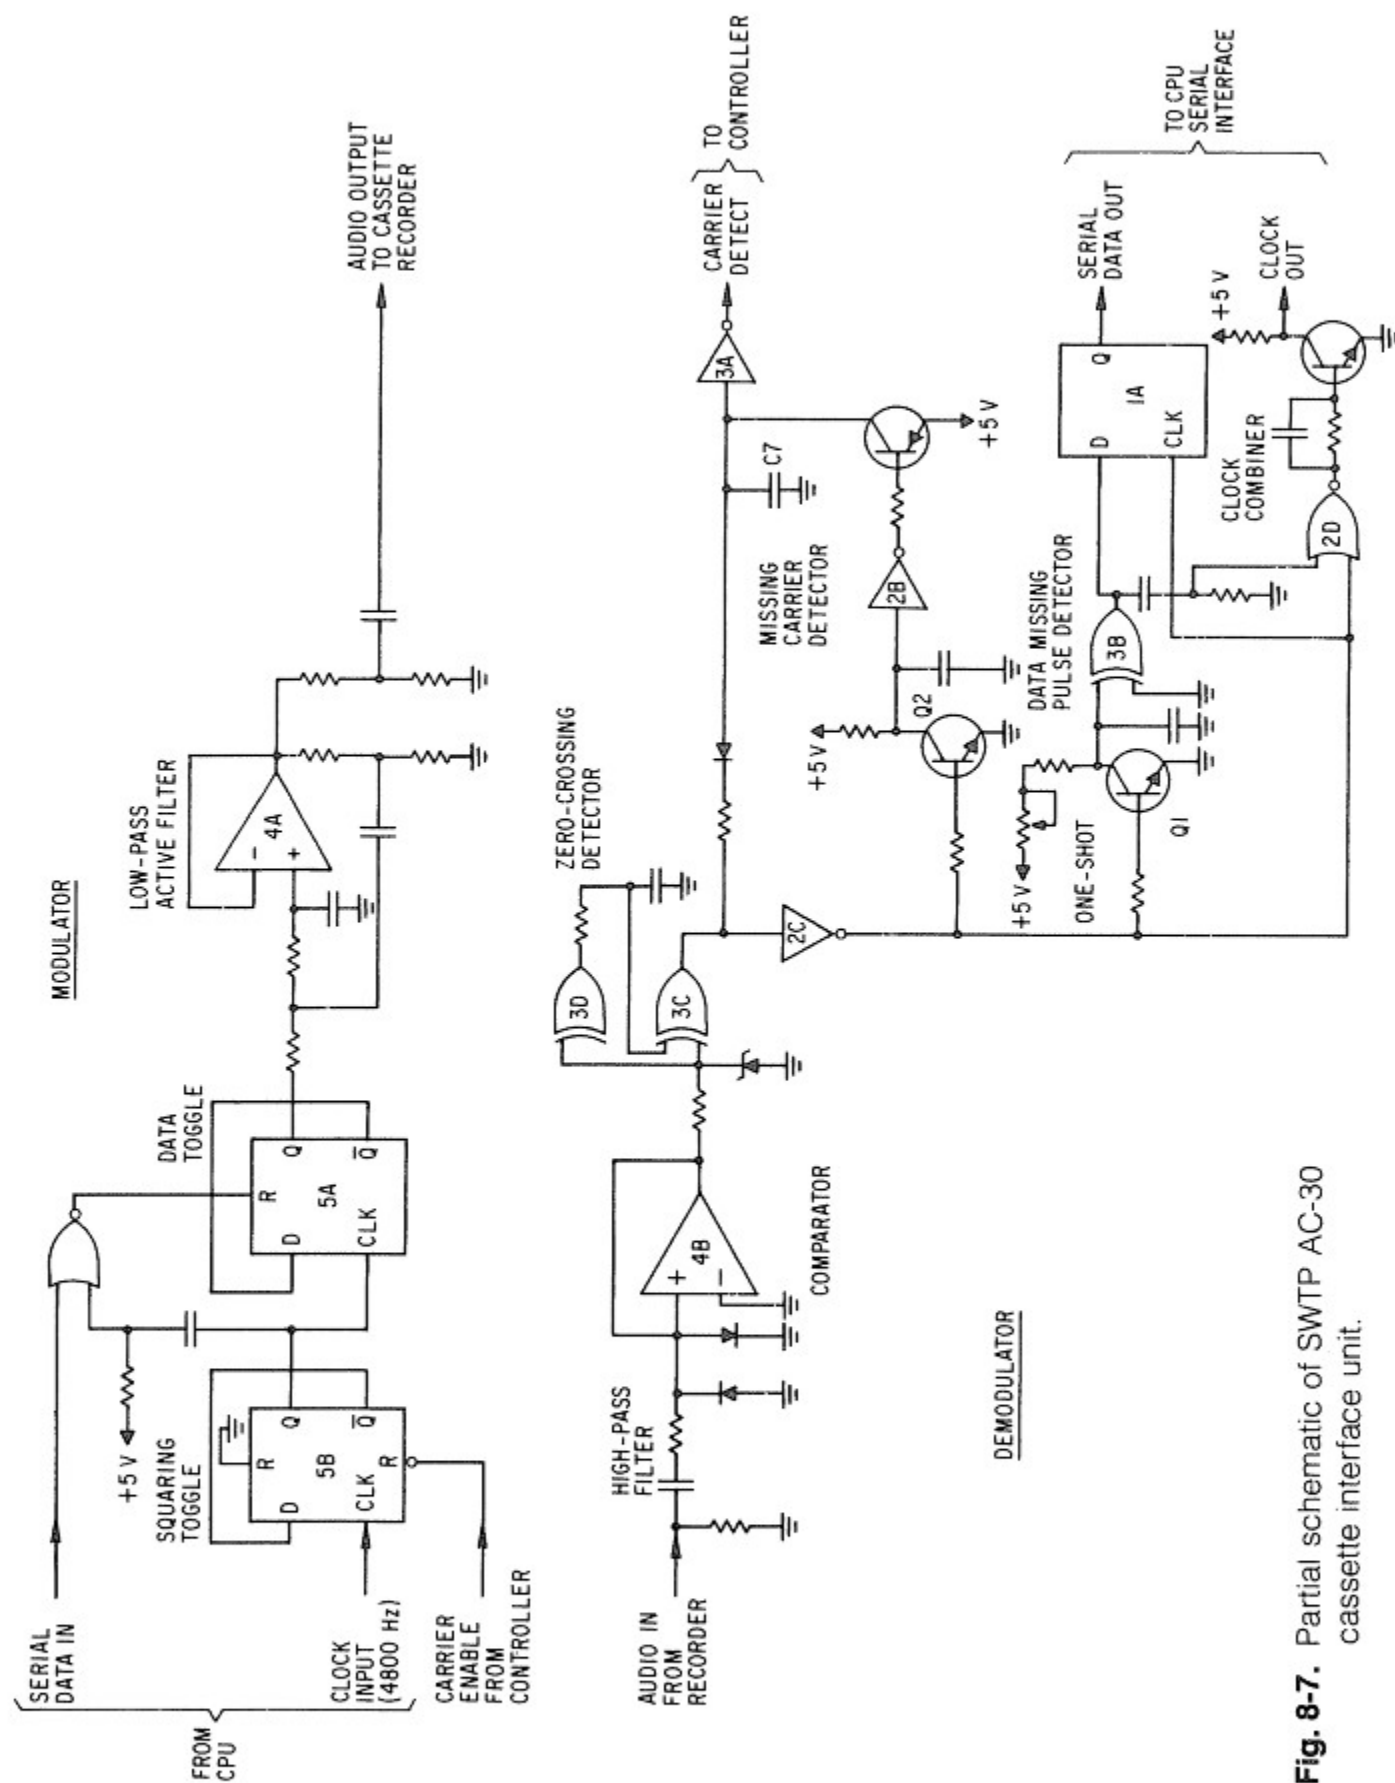 MODULATOR
FROM
CPU
SERIAL
DATA IN
CLOCK
INPUT
(4800 Hz)
CARRIER
ENABLE
FROM
CONTROLLER
+5 V
SQUARING
TOGGLE
R
D
Q
5B
CLK
Q
R
DATA
TOGGLE
R
D
Q
5A
CLK
Q
LOW-PASS
ACTIVE FILTER
-
4A
+
AUDIO OUTPUT
TO CASSETTE
RECORDER
DEMODULATOR
AUDIO IN
FROM
RECORDER
HIGH-PASS
FILTER
+
4B
-
COMPARATOR
ZERO-CROSSING
DETECTOR
3D
3C
2C
MISSING
CARRIER
DETECTOR
C7
3A
CARRIER
DETECT
TO
CONTROLLER
+5V
Q2
2B
+5 V
+5V
ONE-SHOT
Q1
DATA MISSING
PULSE DETECTOR
3B
D
Q
1A
CLK
SERIAL
DATA OUT
CLOCK
COMBINER
2D
+5 V
CLOCK
OUT
TO CPU
SERIAL
INTERFACE
Fig. 8-7. Partial schematic of SWTP AC-30
cassette interface unit.